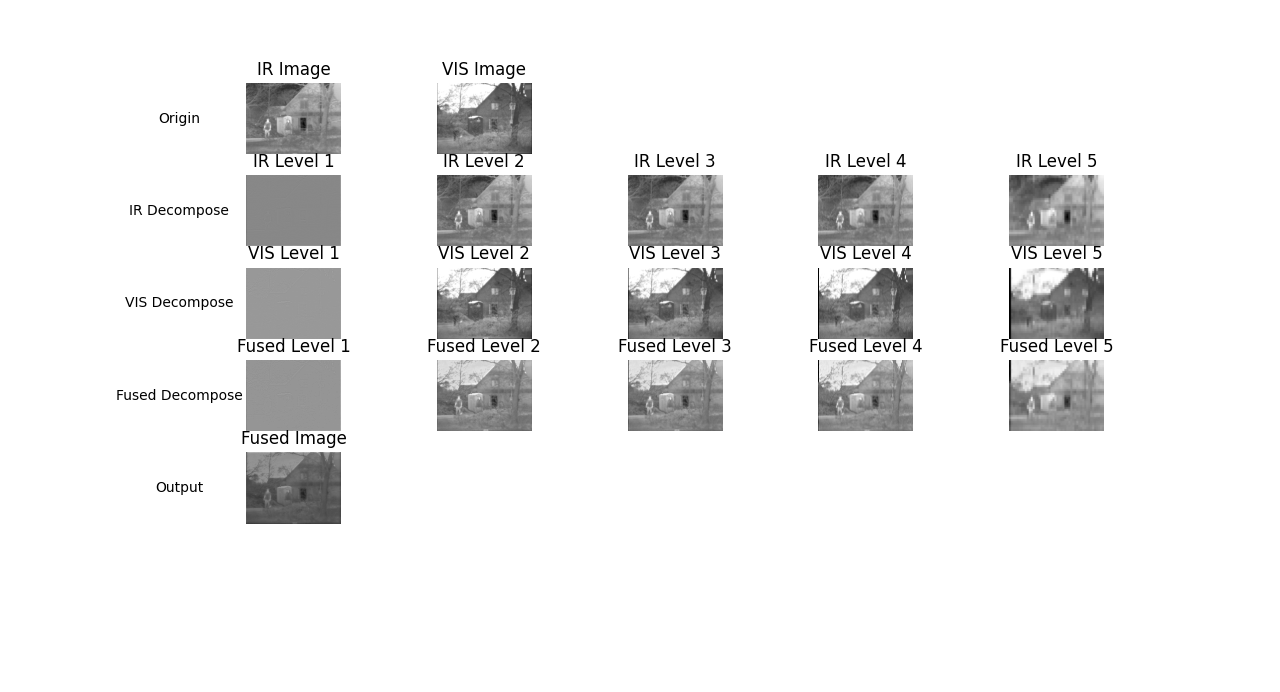 IR Image
VIS Image
Origin
IR Level 1
IR Level 2
IR Level 3
IR Level 4
IR Level 5
IR Decompose
VIS Level 1
VIS Level 2
VIS Level 3
VIS Level 4
VIS Level 5
VIS Decompose
Fused Level 1
Fused Level 2
Fused Level 3
Fused Level 4
Fused Level 5
Fused Decompose
Fused Image
Output